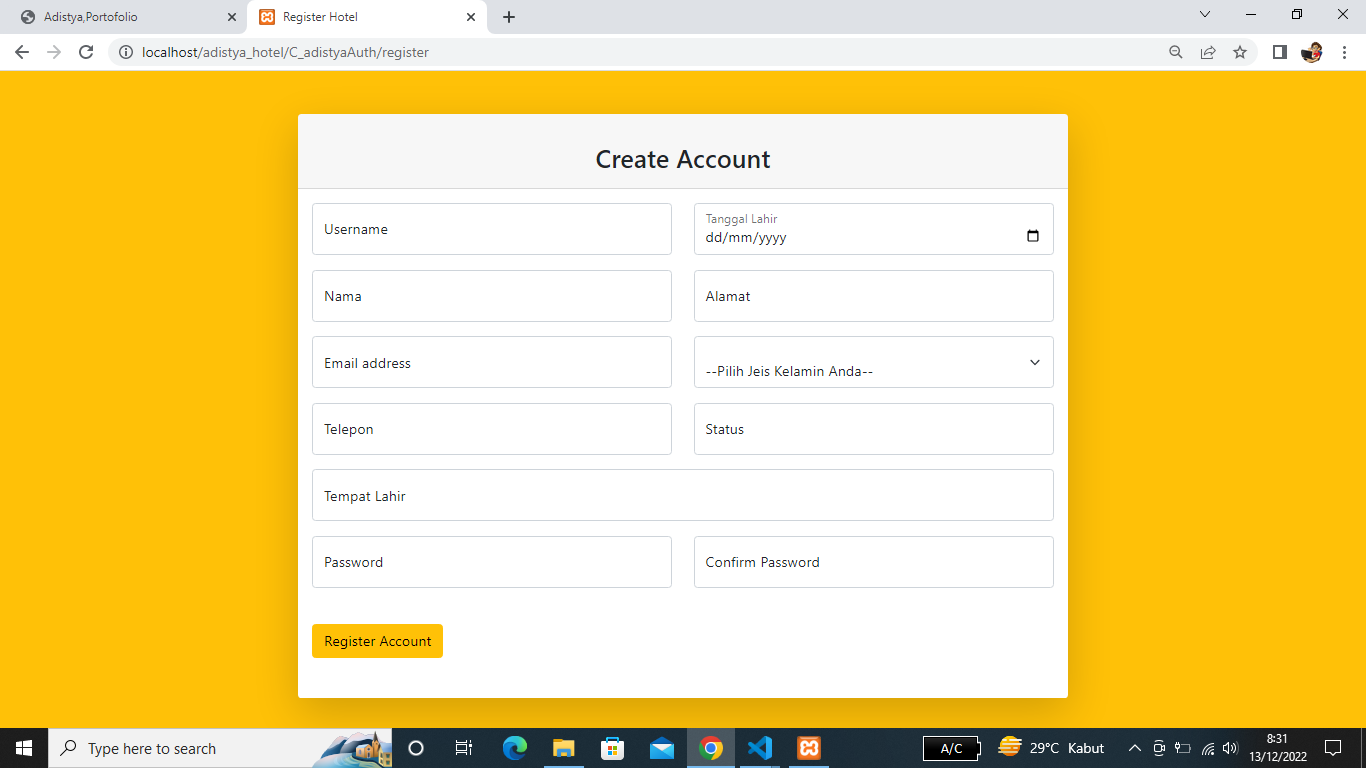 Adistya,Portofolio
Register Hotel
localhost/adistya_hotel/C_adistyaAuth/register
Create Account
Username
Tanggal Lahir
dd/mm/yyyy
Nama
Alamat
Email address
--Pilih Jeis Kelamin Anda--
Telepon
Status
Tempat Lahir
Password
Confirm Password
Register Account
Type here to search
A/C
29°C Kabut
8:31
13/12/2022